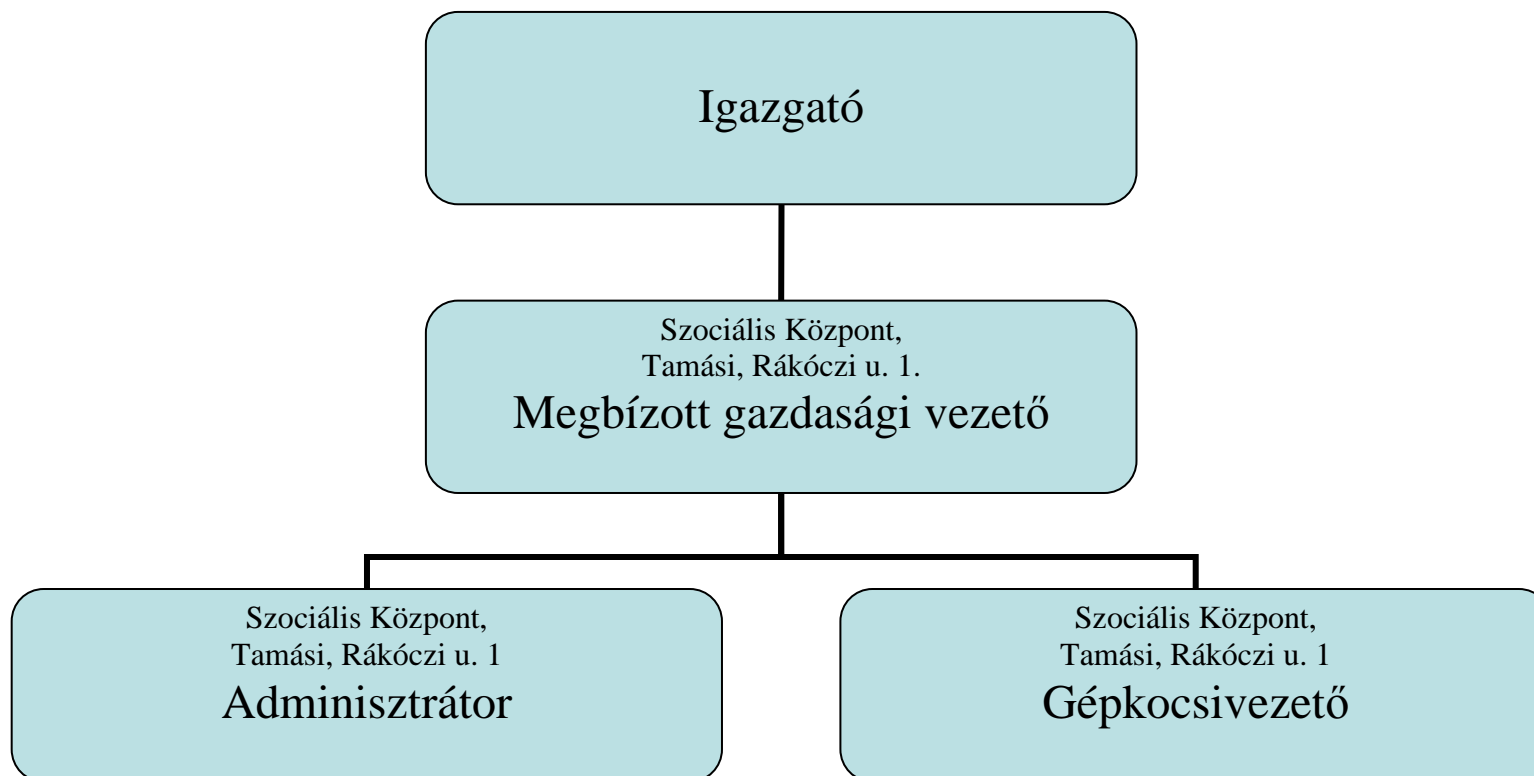 Igazgató
Szociális Központ,
Tamási, Rákóczi u. 1.
Megbízott gazdasági vezető
Szociális Központ,
Tamási, Rákóczi u. 1
Adminisztrátor
Szociális Központ,
Tamási, Rákóczi u. 1
Gépkocsivezető